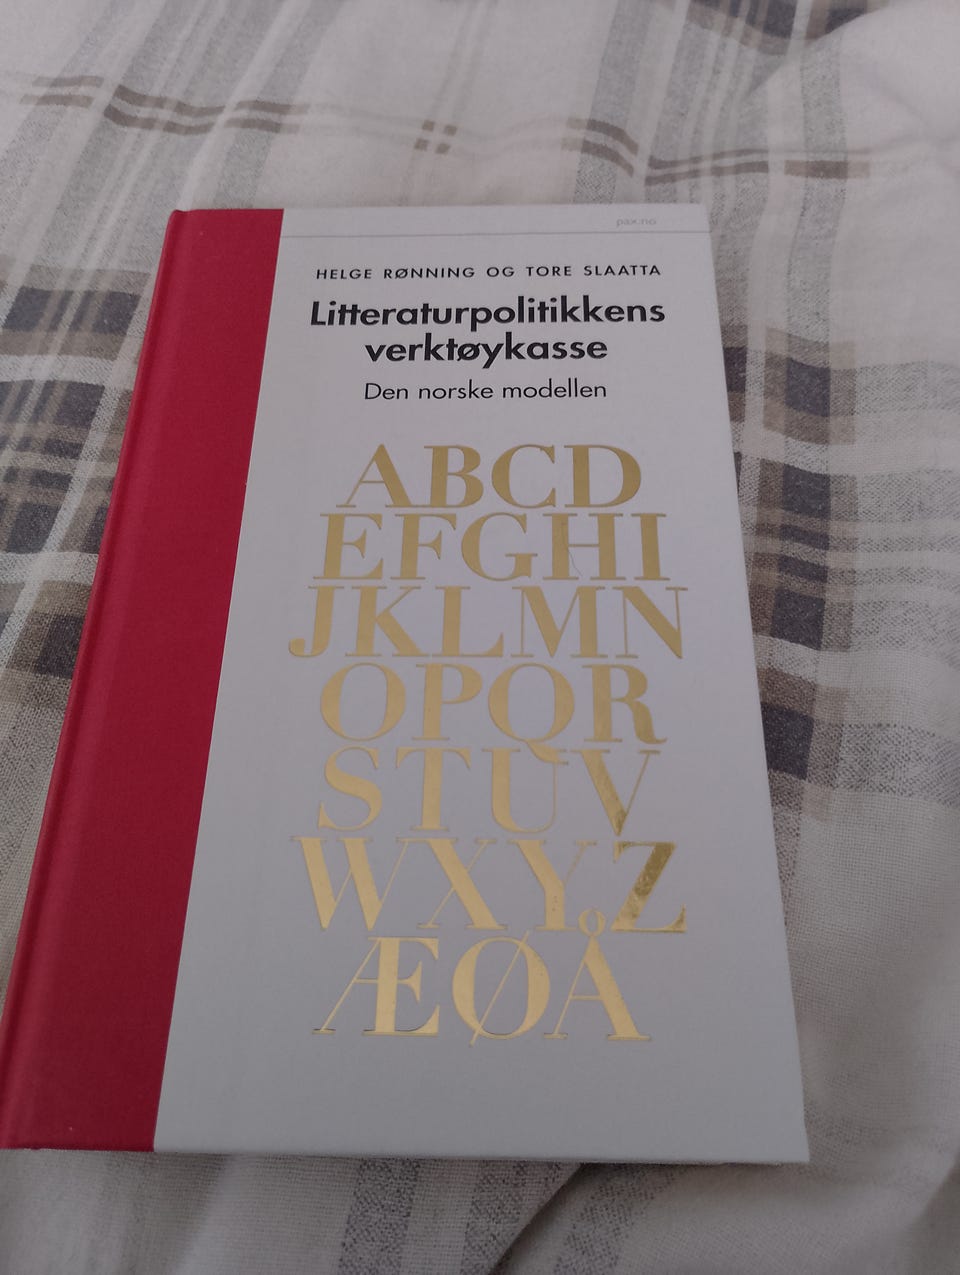 pax.no
HELGE RØNNING OG TORE SLAATTA
Litteraturpolitikkens
verktøykasse
Den norske modellen
ABCD
EFGHI
JKLMN
OPQR
STUV
WXYZ
ÆØÅ